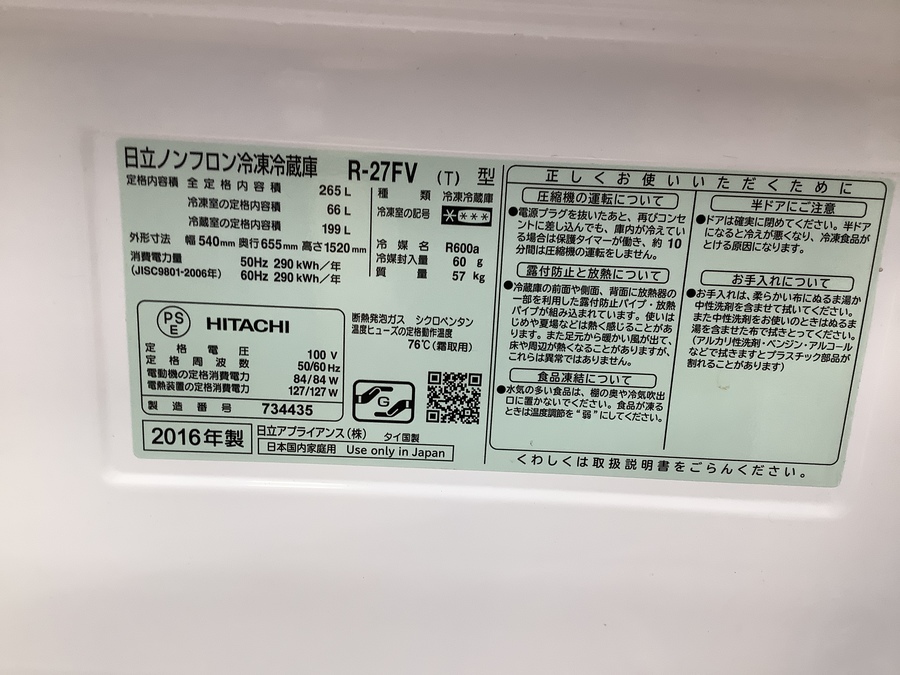 日立ノンフロン冷凍冷蔵庫 R-27FV (T) 型
定格内容積 全定格内容積 265 L
冷凍室の定格内容積 66 L
冷蔵室の定格内容積 199 L
外形寸法 幅540mm奥行655mm高さ1520mm
消費電力量 50Hz 290 kWh/年
(JISC9801-2006年) 60Hz 290 kWh/年
種類 冷凍冷蔵庫
冷凍室の記号 ****
冷媒名 R600a
冷媒封入量 60 g
質量 57 kg
PS
E
HITACHI
定格電圧 100 V
定格周波数 50/60 Hz
電動機の定格消費電力 84/84 W
電熱装置の定格消費電力 127/127 W
製造番号 734435
断熱発泡ガス シクロペンタン
温度ヒューズの定格動作温度
76℃(霜取用)
G
2016年製
日立アプライアンス(株) タイ国製
日本国内家庭用 Use only in Japan
正しくお使いいただくために
圧縮機の運転について
●電源プラグを抜いたあと、再びコンセ
ントに差し込んでも、庫内が冷えてい
る場合は保護タイマーが働き、約10
分間は圧縮機の運転をしません。
露付防止と放熱について
●冷蔵庫の前面や側面、背面に放熱器の
一部を利用した露付防止パイプ・放熱
パイプが組み込まれています。使いは
じめや夏場などは熱く感じることがあ
ります。また足元から暖かい風が出て、
床や周辺が熱くなることがありますが、
これらは異常ではありません。
食品凍結について
●水気の多い食品は、棚の奥や冷気吹出
口に置かないでください。食品が凍る
ときは温度調節を“弱”にしてください。
半ドアにご注意
●ドアは確実に閉めてください。半ドア
になると冷えが悪くなり、冷凍食品が
とける原因になります。
お手入れについて
●お手入れは、柔らかい布にぬるま湯か
中性洗剤を含ませて拭いてください。
また中性洗剤をお使いのときはぬるま
湯を含ませた布で拭きとってください。
(アルカリ性洗剤・ベンジン・アルコール
などで拭きますとプラスチック部品が
割れることがあります)
くわしくは取扱説明書をごらんください。